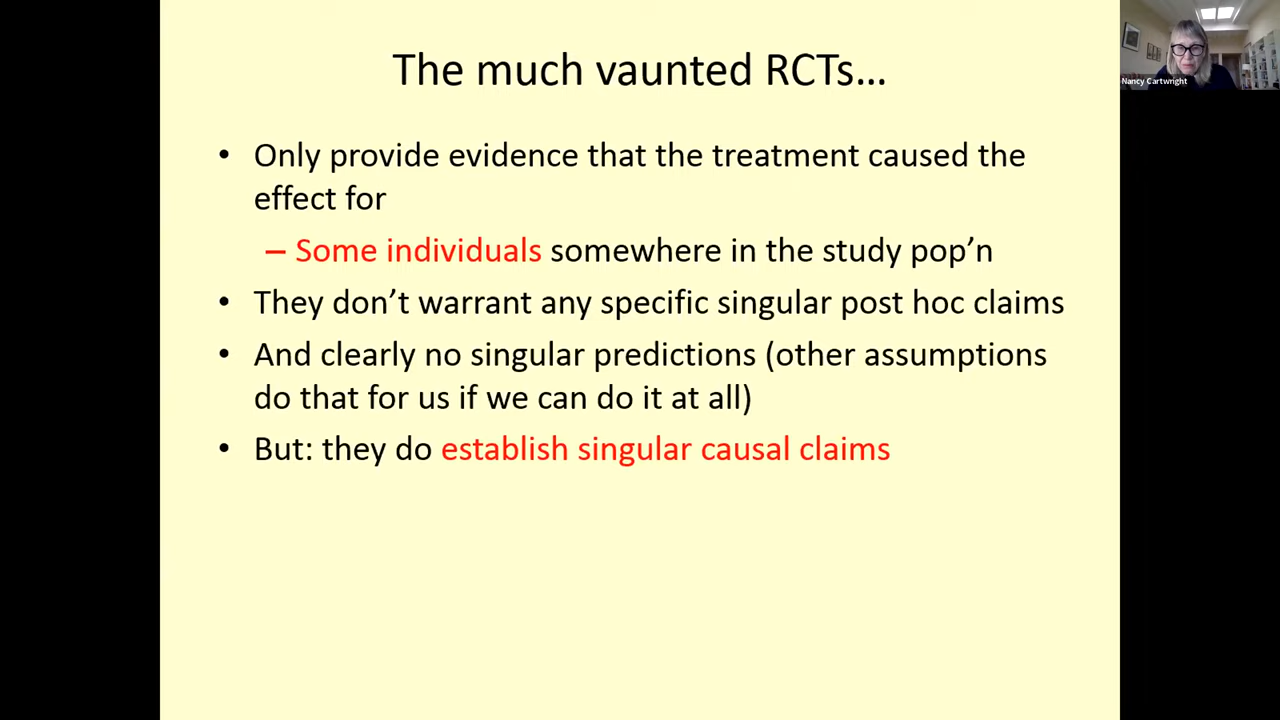 The much vaunted RCTs…
• Only provide evidence that the treatment caused the
effect for
– Some individuals somewhere in the study pop’n
• They don’t warrant any specific singular post hoc claims
• And clearly no singular predictions (other assumptions
do that for us if we can do it at all)
• But: they do establish singular causal claims
Nancy Cartwright